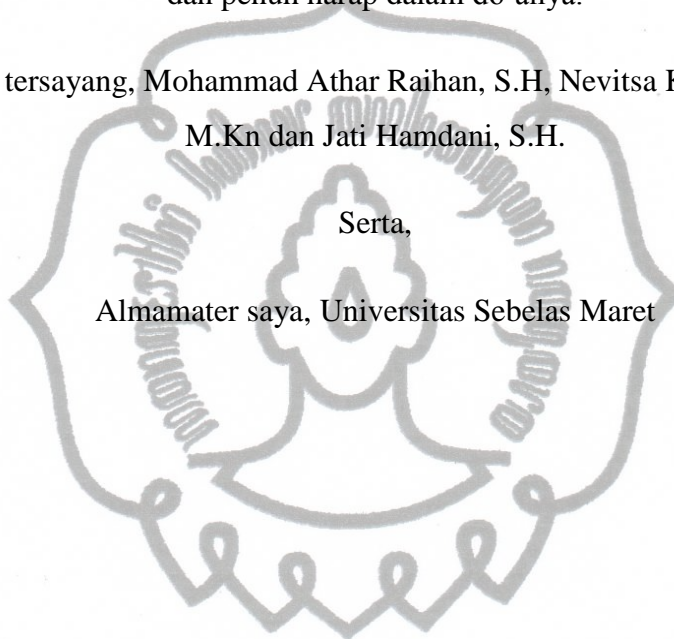 dan penuh harap dalam do'anya.
tersayang, Mohammad Athar Raihan, S.H, Nevitsa
M.Kn dan Jati Hamdani, S.H.
Serta,
Almamater saya, Universitas Sebelas Maret